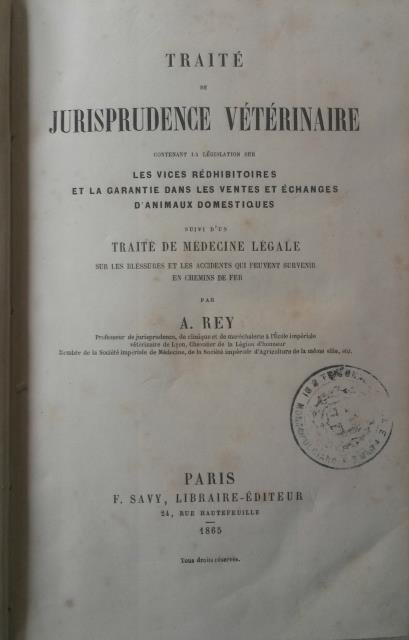 TRAITÉ
DE
JURISPRUDENCE VÉTÉRINAIRE
CONTENANT LA LÉGISLATION SUR
LES VICES RÉDHIBITOIRES
ET LA GARANTIE DANS LES VENTES ET ÉCHANGES
D'ANIMAUX DOMESTIQUES
SUIVI D'UN
TRAITÉ DE MÉDECINE LÉGALE
SUR LES BLESSURES ET LES ACCIDENTS QUI PEUVENT SURVENIR
EN CHEMINS DE FER
PAR
A. REY
Professeur de jurisprudence, de clinique et de maréchalerie à l'École impériale
vétérinaire de Lyon, Chevalier de la Légion d'honneur
Membre de la Société impériale de Médecine, de la Société impériale d'Agriculture de la même ville, etc.
PARIS
F. SAVY, LIBRAIRE-ÉDITEUR
24, RUE HAUTEFEUILLE
1865
Tous droits réservés.